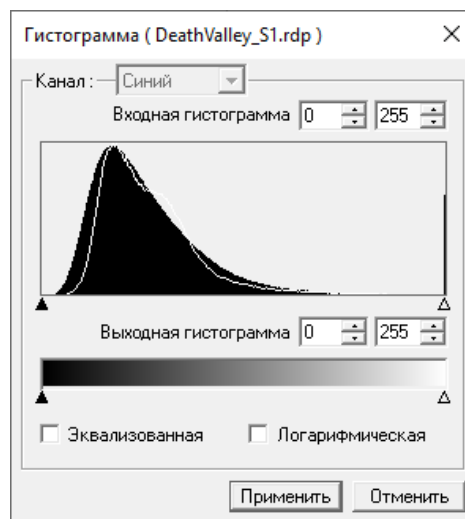 Гистограмма ( DeathValley_S1.rdp )
Канал : Синий
Входная гистограмма 0 255
Выходная гистограмма 0 255
Эквализованная Логарифмическая
Применить Отменить